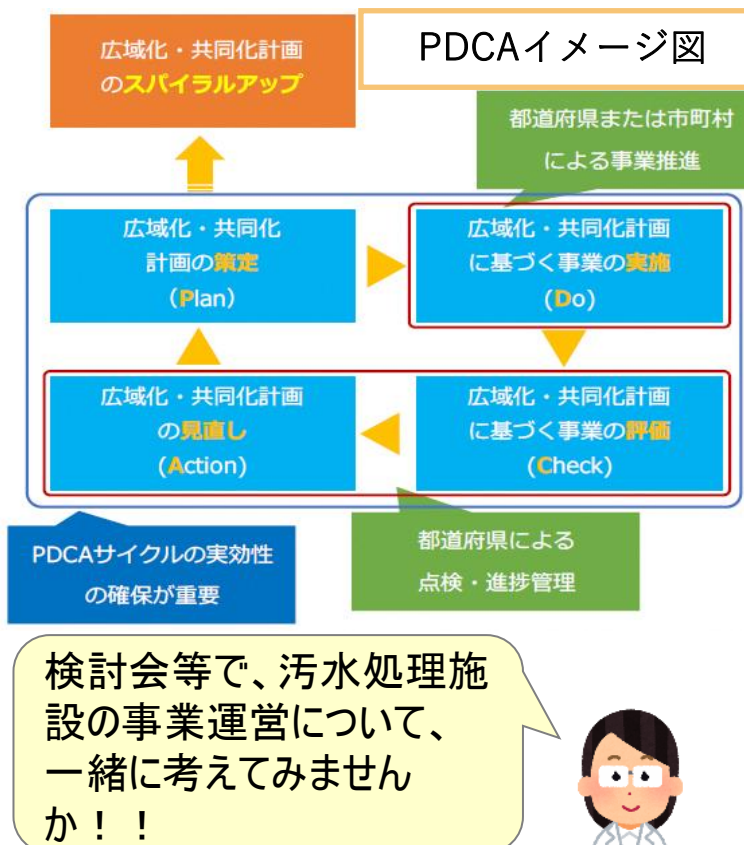 PDCAイメージ図
広域化・共同化計画
のスパイラルアップ
都道府県または市町村
による事業推進
広域化・共同化
計画の策定
(Plan)
広域化・共同化計画
に基づく事業の実施
(Do)
広域化・共同化計画
の見直し
(Action)
広域化・共同化計画
に基づく事業の評価
(Check)
PDCAサイクルの実効性
の確保が重要
都道府県による
点検・進捗管理
検討会等で、汚水処理施
設の事業運営について、
一緒に考えてみません
か！！